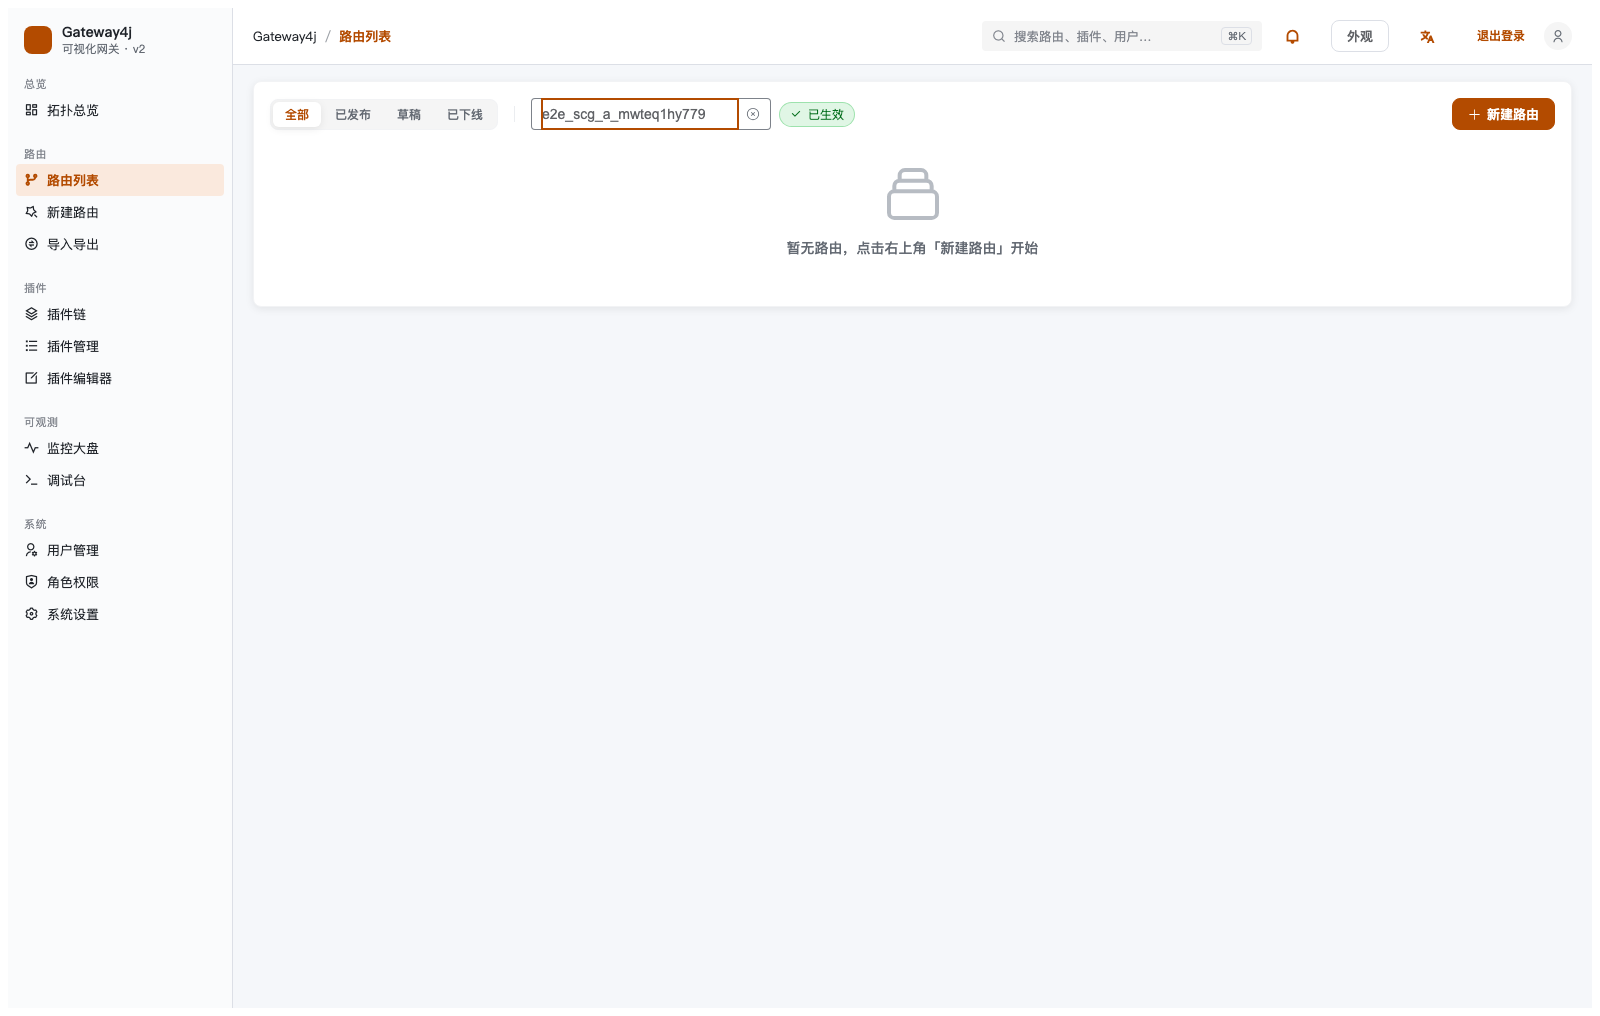 Gateway4j
可视化网关 · v2
总览
拓扑总览
路由
路由列表
新建路由
导入导出
插件
插件链
插件管理
插件编辑器
可观测
监控大盘
调试台
系统
用户管理
角色权限
系统设置
Gateway4j / 路由列表
搜索路由、插件、用户… ⌘K
外观
退出登录
全部 已发布 草稿 已下线
e2e_scg_a_mwteq1hy779
已生效
新建路由
暂无路由，点击右上角「新建路由」开始